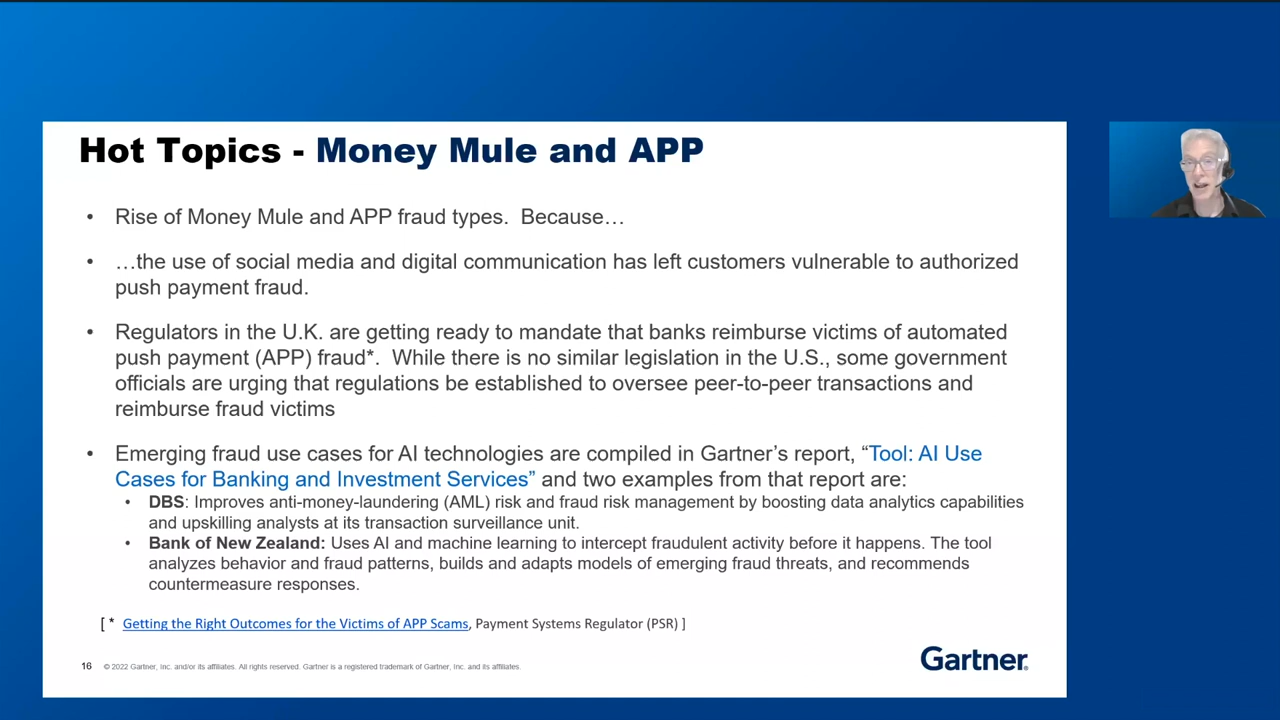 Hot Topics - Money Mule and APP
• Rise of Money Mule and APP fraud types.  Because…
• …the use of social media and digital communication has left customers vulnerable to authorized
push payment fraud.
• Regulators in the U.K. are getting ready to mandate that banks reimburse victims of automated
push payment (APP) fraud*.  While there is no similar legislation in the U.S., some government
officials are urging that regulations be established to oversee peer-to-peer transactions and
reimburse fraud victims
• Emerging fraud use cases for AI technologies are compiled in Gartner’s report, “Tool: AI Use
Cases for Banking and Investment Services” and two examples from that report are:
• DBS: Improves anti-money-laundering (AML) risk and fraud risk management by boosting data analytics capabilities
and upskilling analysts at its transaction surveillance unit.
• Bank of New Zealand: Uses AI and machine learning to intercept fraudulent activity before it happens. The tool
analyzes behavior and fraud patterns, builds and adapts models of emerging fraud threats, and recommends
countermeasure responses.
[ * Getting the Right Outcomes for the Victims of APP Scams, Payment Systems Regulator (PSR) ]
16 © 2022 Gartner, Inc. and/or its affiliates. All rights reserved. Gartner is a registered trademark of Gartner, Inc. and its affiliates.
Gartner®